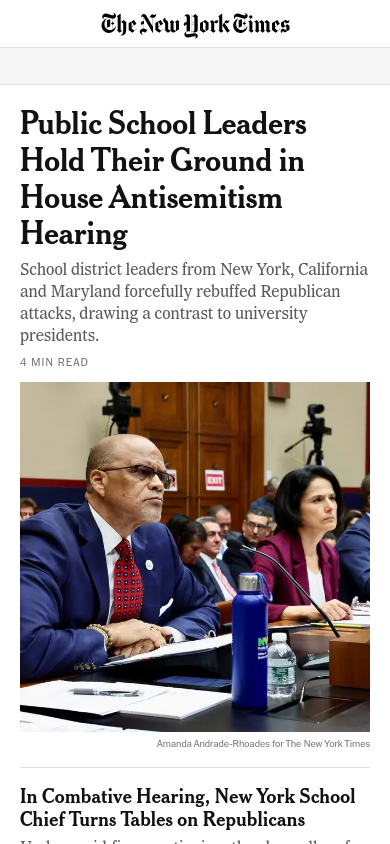 The New York Times
Public School Leaders
Hold Their Ground in
House Antisemitism
Hearing
School district leaders from New York, California
and Maryland forcefully rebuffed Republican
attacks, drawing a contrast to university
presidents.
4 MIN READ
EXIT
Amanda Andrade-Rhoades for The New York Times
In Combative Hearing, New York School
Chief Turns Tables on Republicans